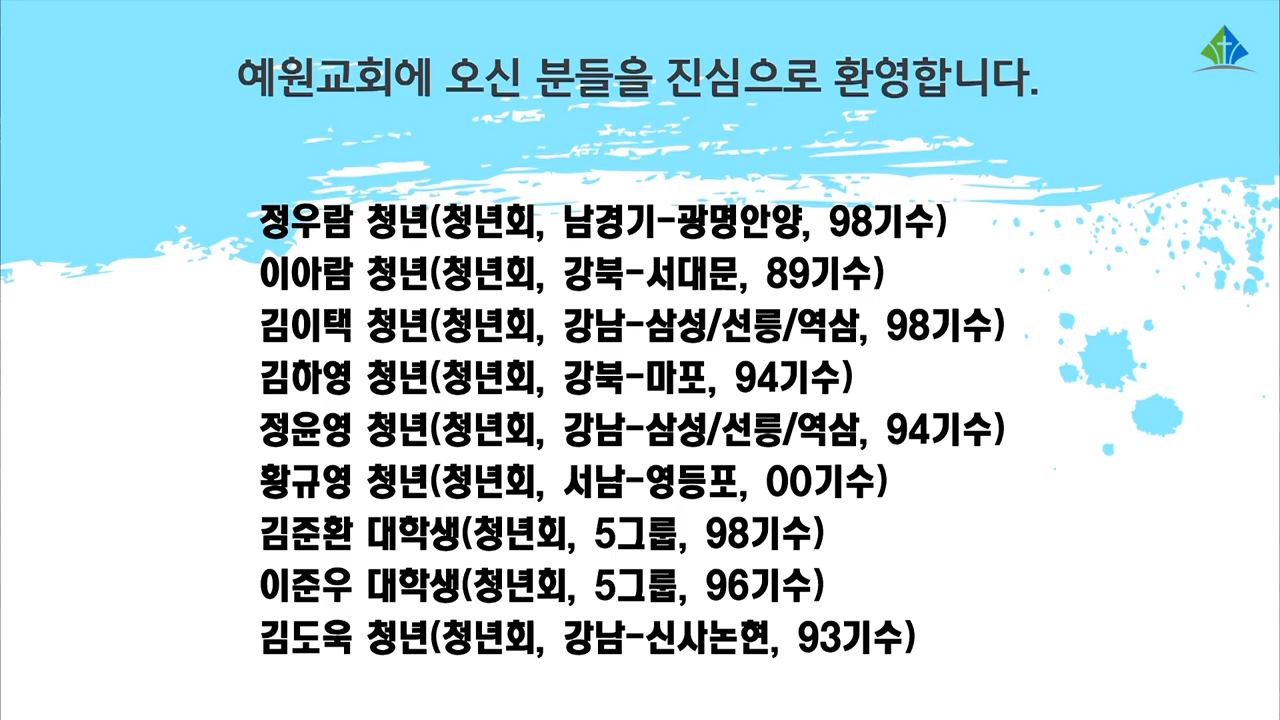 예원교회에 오신 분들을 진심으로 환영합니다.
정우람 청년(청년회, 남경기-광명안양, 98기수)
이아람 청년(청년회, 강북-서대문, 89기수)
김이택 청년(청년회, 강남-삼성/선릉/역삼, 98기수)
김하영 청년(청년회, 강북-마포, 94기수)
정윤영 청년(청년회, 강남-삼성/선릉/역삼, 94기수)
황규영 청년(청년회, 서남-영등포, 00기수)
김준환 대학생(청년회, 5그룹, 98기수)
이준우 대학생(청년회, 5그룹, 96기수)
김도욱 청년(청년회, 강남-신사논현, 93기수)